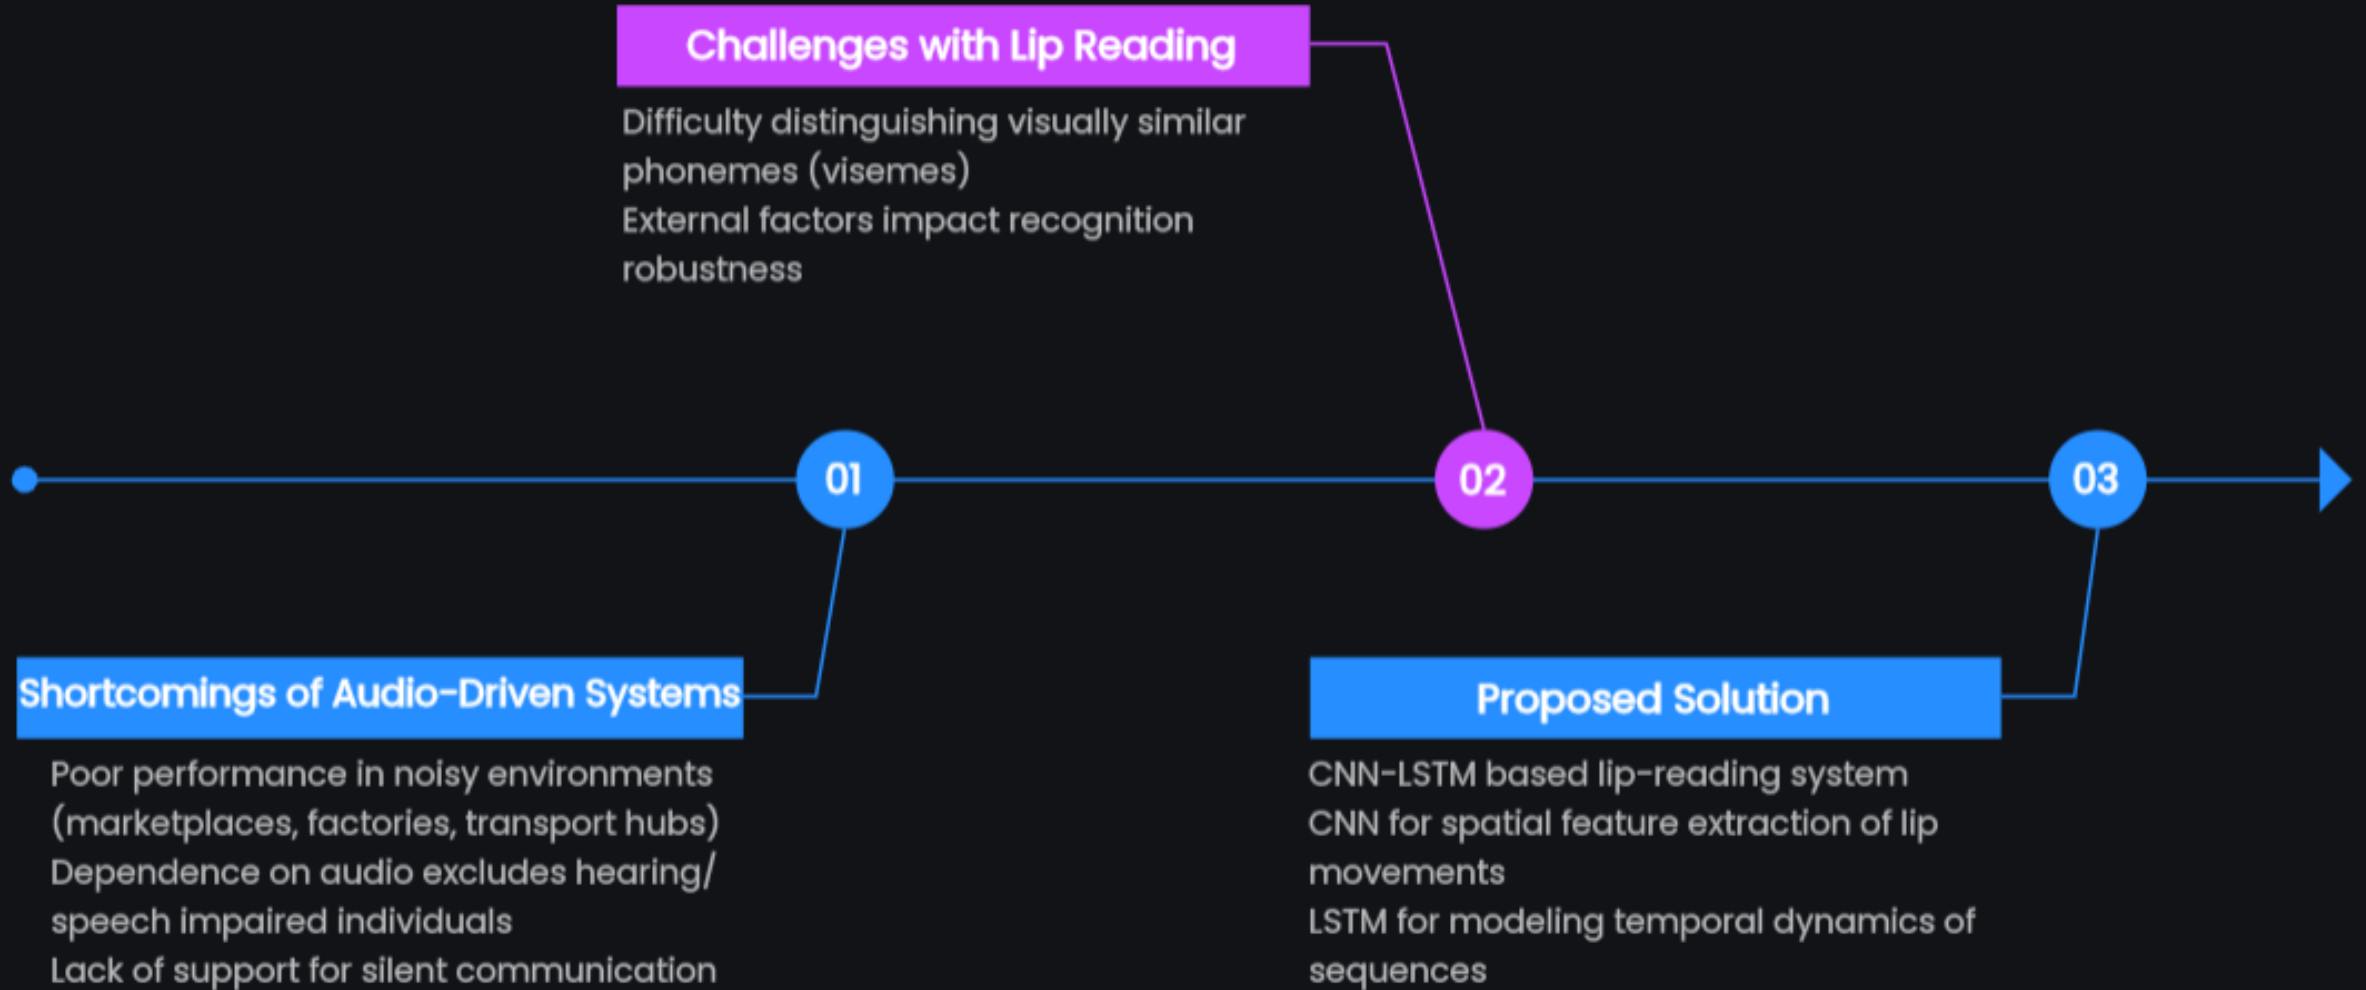 Challenges with Lip Reading
Difficulty distinguishing visually similar
phonemes (visemes)
External factors impact recognition
robustness
01
02
03
Shortcomings of Audio-Driven Systems
Poor performance in noisy environments
(marketplaces, factories, transport hubs)
Dependence on audio excludes hearing/
speech impaired individuals
Lack of support for silent communication
Proposed Solution
CNN-LSTM based lip-reading system
CNN for spatial feature extraction of lip
movements
LSTM for modeling temporal dynamics of
sequences